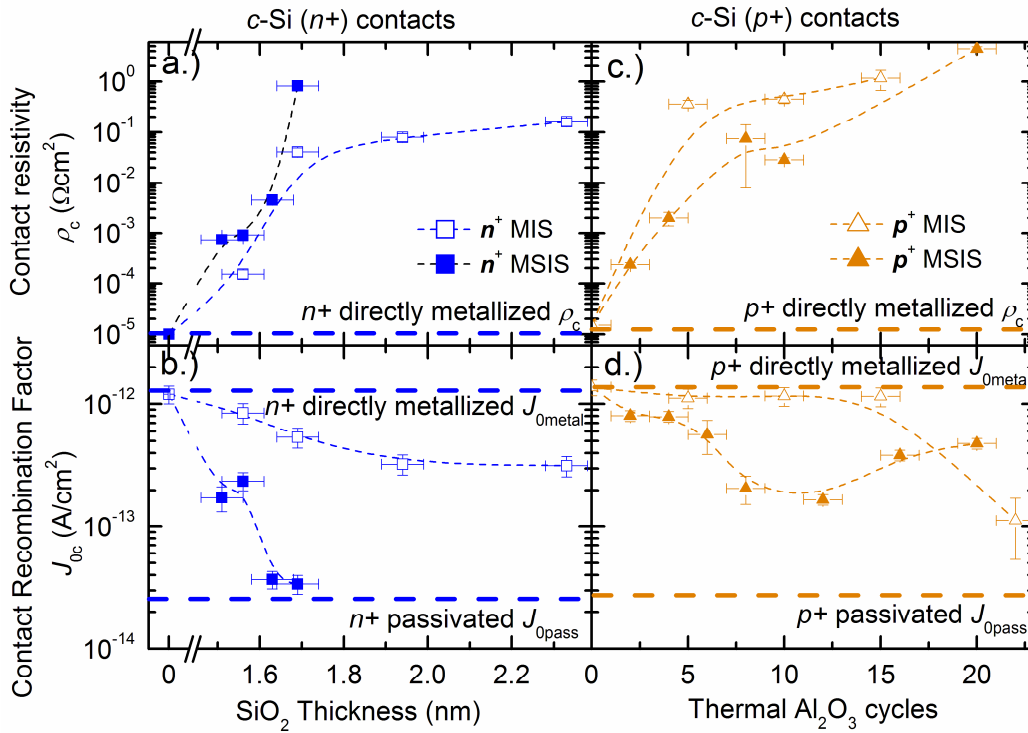 c-Si (n+) contacts
c-Si (p+) contacts
Contact resistivity
ρc (Ωcm2)
10^0
10^-1
10^-2
10^-3
10^-4
10^-5
a.)
n+ MIS
n+ MSIS
n+ directly metallized ρc
c.)
p+ MIS
p+ MSIS
p+ directly metallized ρc
Contact Recombination Factor
J0c (A/cm2)
10^-12
10^-13
10^-14
b.)
n+ directly metallized J0metal
n+ passivated J0pass
d.)
p+ directly metallized J0meta
p+ passivated J0pass
1.6 1.8 2.0 2.2
0 5 10 15 20
SiO2 Thickness (nm)
Thermal Al2O3 cycles